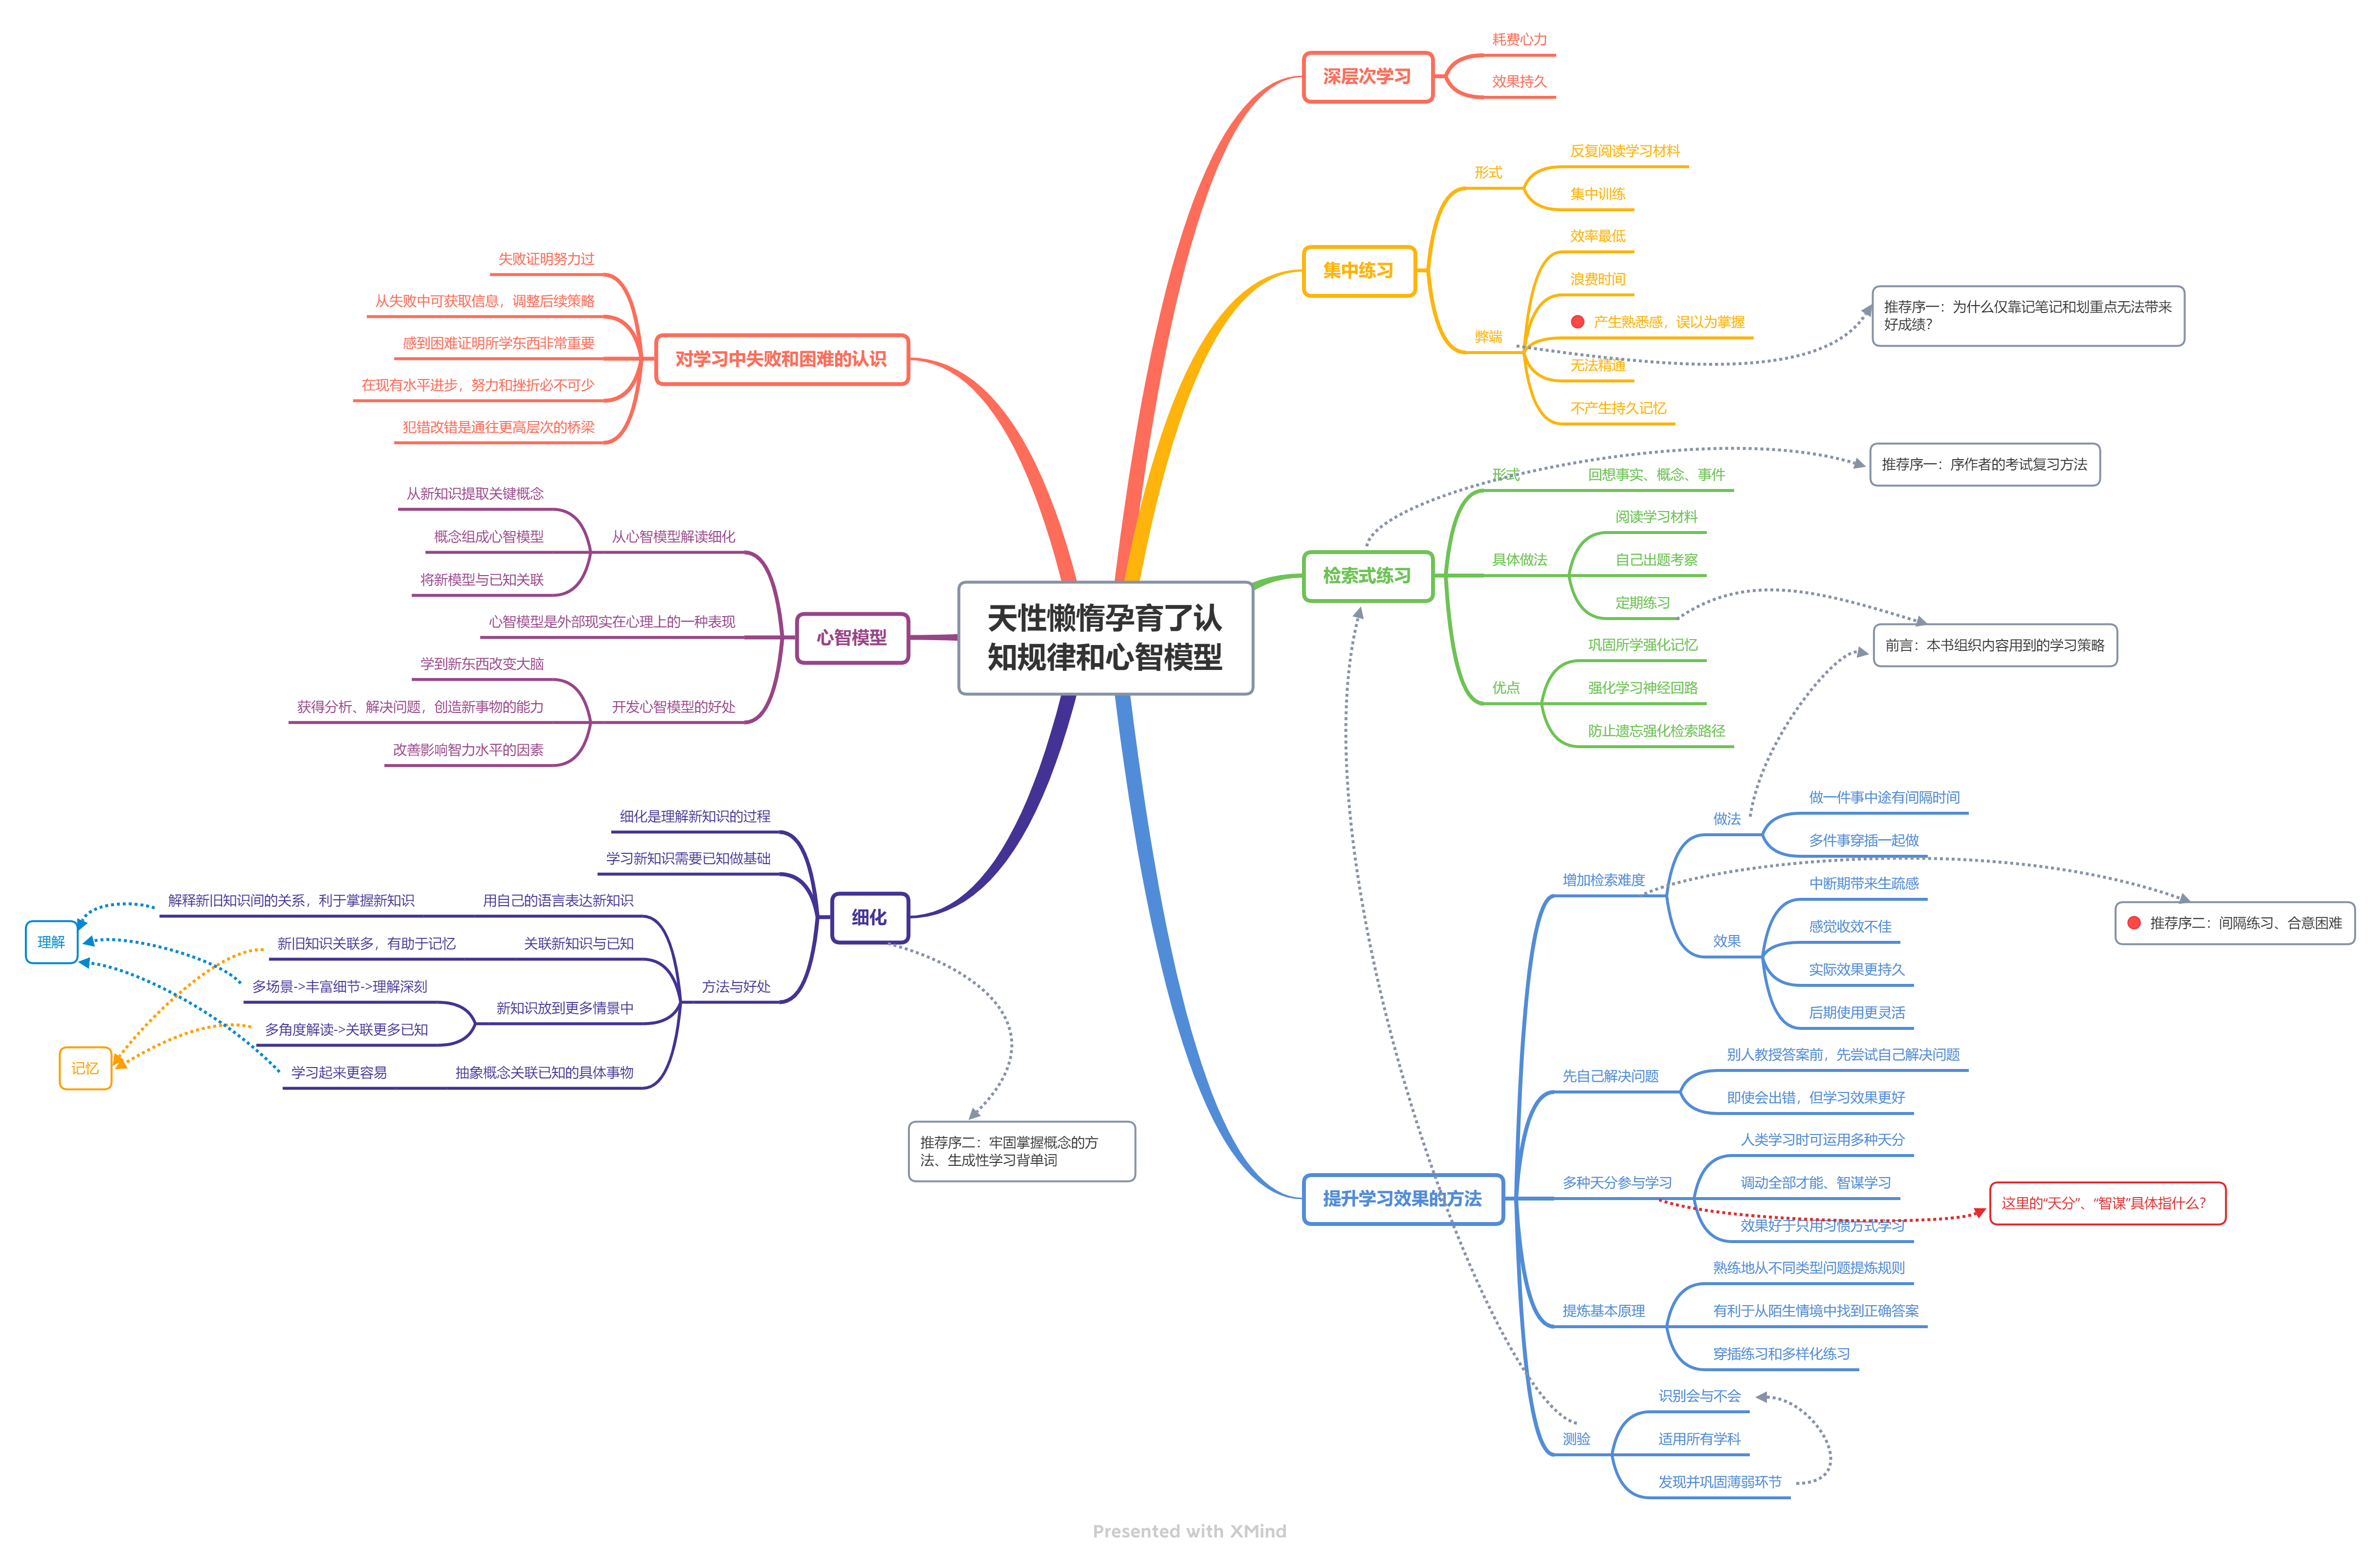 天性懒惰孕育了认
知规律和心智模型
深层次学习
耗费心力
效果持久
集中练习
形式
反复阅读学习材料
集中训练
弊端
效率最低
浪费时间
产生熟悉感，误以为掌握
无法精通
不产生持久记忆
推荐序一：为什么仅靠记笔记和划重点无法带来
好成绩？
检索式练习
形式
回想事实、概念、事件
具体做法
阅读学习材料
自己出题考察
定期练习
优点
巩固所学强化记忆
强化学习神经回路
防止遗忘强化检索路径
推荐序一：序作者的考试复习方法
前言：本书组织内容用到的学习策略
提升学习效果的方法
增加检索难度
做法
做一件事中途有间隔时间
多件事穿插一起做
效果
中断期带来生疏感
感觉收效不佳
实际效果更持久
后期使用更灵活
推荐序二：间隔练习、合意困难
先自己解决问题
别人教授答案前，先尝试自己解决问题
即使会出错，但学习效果更好
多种天分参与学习
人类学习时可运用多种天分
调动全部才能、智谋学习
效果好于只用习惯方式学习
这里的“天分”、“智谋”具体指什么？
提炼基本原理
熟练地从不同类型问题提炼规则
有利于从陌生情境中找到正确答案
穿插练习和多样化练习
测验
识别会与不会
适用所有学科
发现并巩固薄弱环节
对学习中失败和困难的认识
失败证明努力过
从失败中可获取信息，调整后续策略
感到困难证明所学东西非常重要
在现有水平进步，努力和挫折必不可少
犯错改错是通往更高层次的桥梁
心智模型
从心智模型解读细化
从新知识提取关键概念
概念组成心智模型
将新模型与已知关联
心智模型是外部现实在心理上的一种表现
开发心智模型的好处
学到新东西改变大脑
获得分析、解决问题，创造新事物的能力
改善影响智力水平的因素
细化
细化是理解新知识的过程
学习新知识需要已知做基础
方法与好处
用自己的语言表达新知识
解释新旧知识间的关系，利于掌握新知识
关联新知识与已知
新旧知识关联多，有助于记忆
新知识放到更多情景中
多场景->丰富细节->理解深刻
多角度解读->关联更多已知
抽象概念关联已知的具体事物
学习起来更容易
理解
记忆
推荐序二：牢固掌握概念的方
法、生成性学习背单词
Presented with XMind